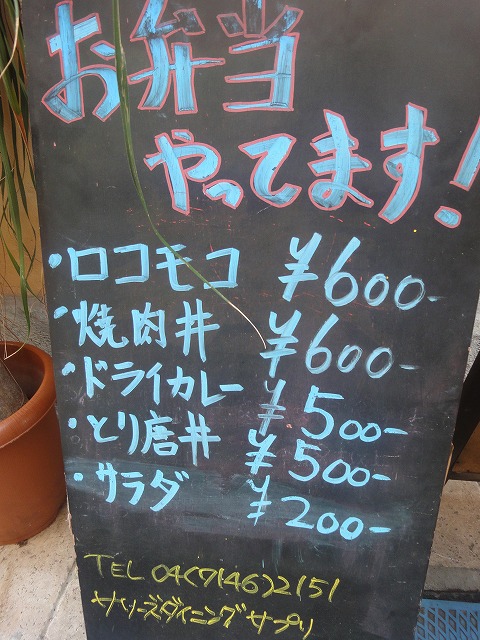 お弁当
やってます!
・ロコモコ ¥600-
・焼肉丼 ¥600-
・ドライカレー ¥500-
・とり唐丼 ¥500-
・サラダ ¥200-
TEL 04(7146)2151
サリーズダイニング サプリ